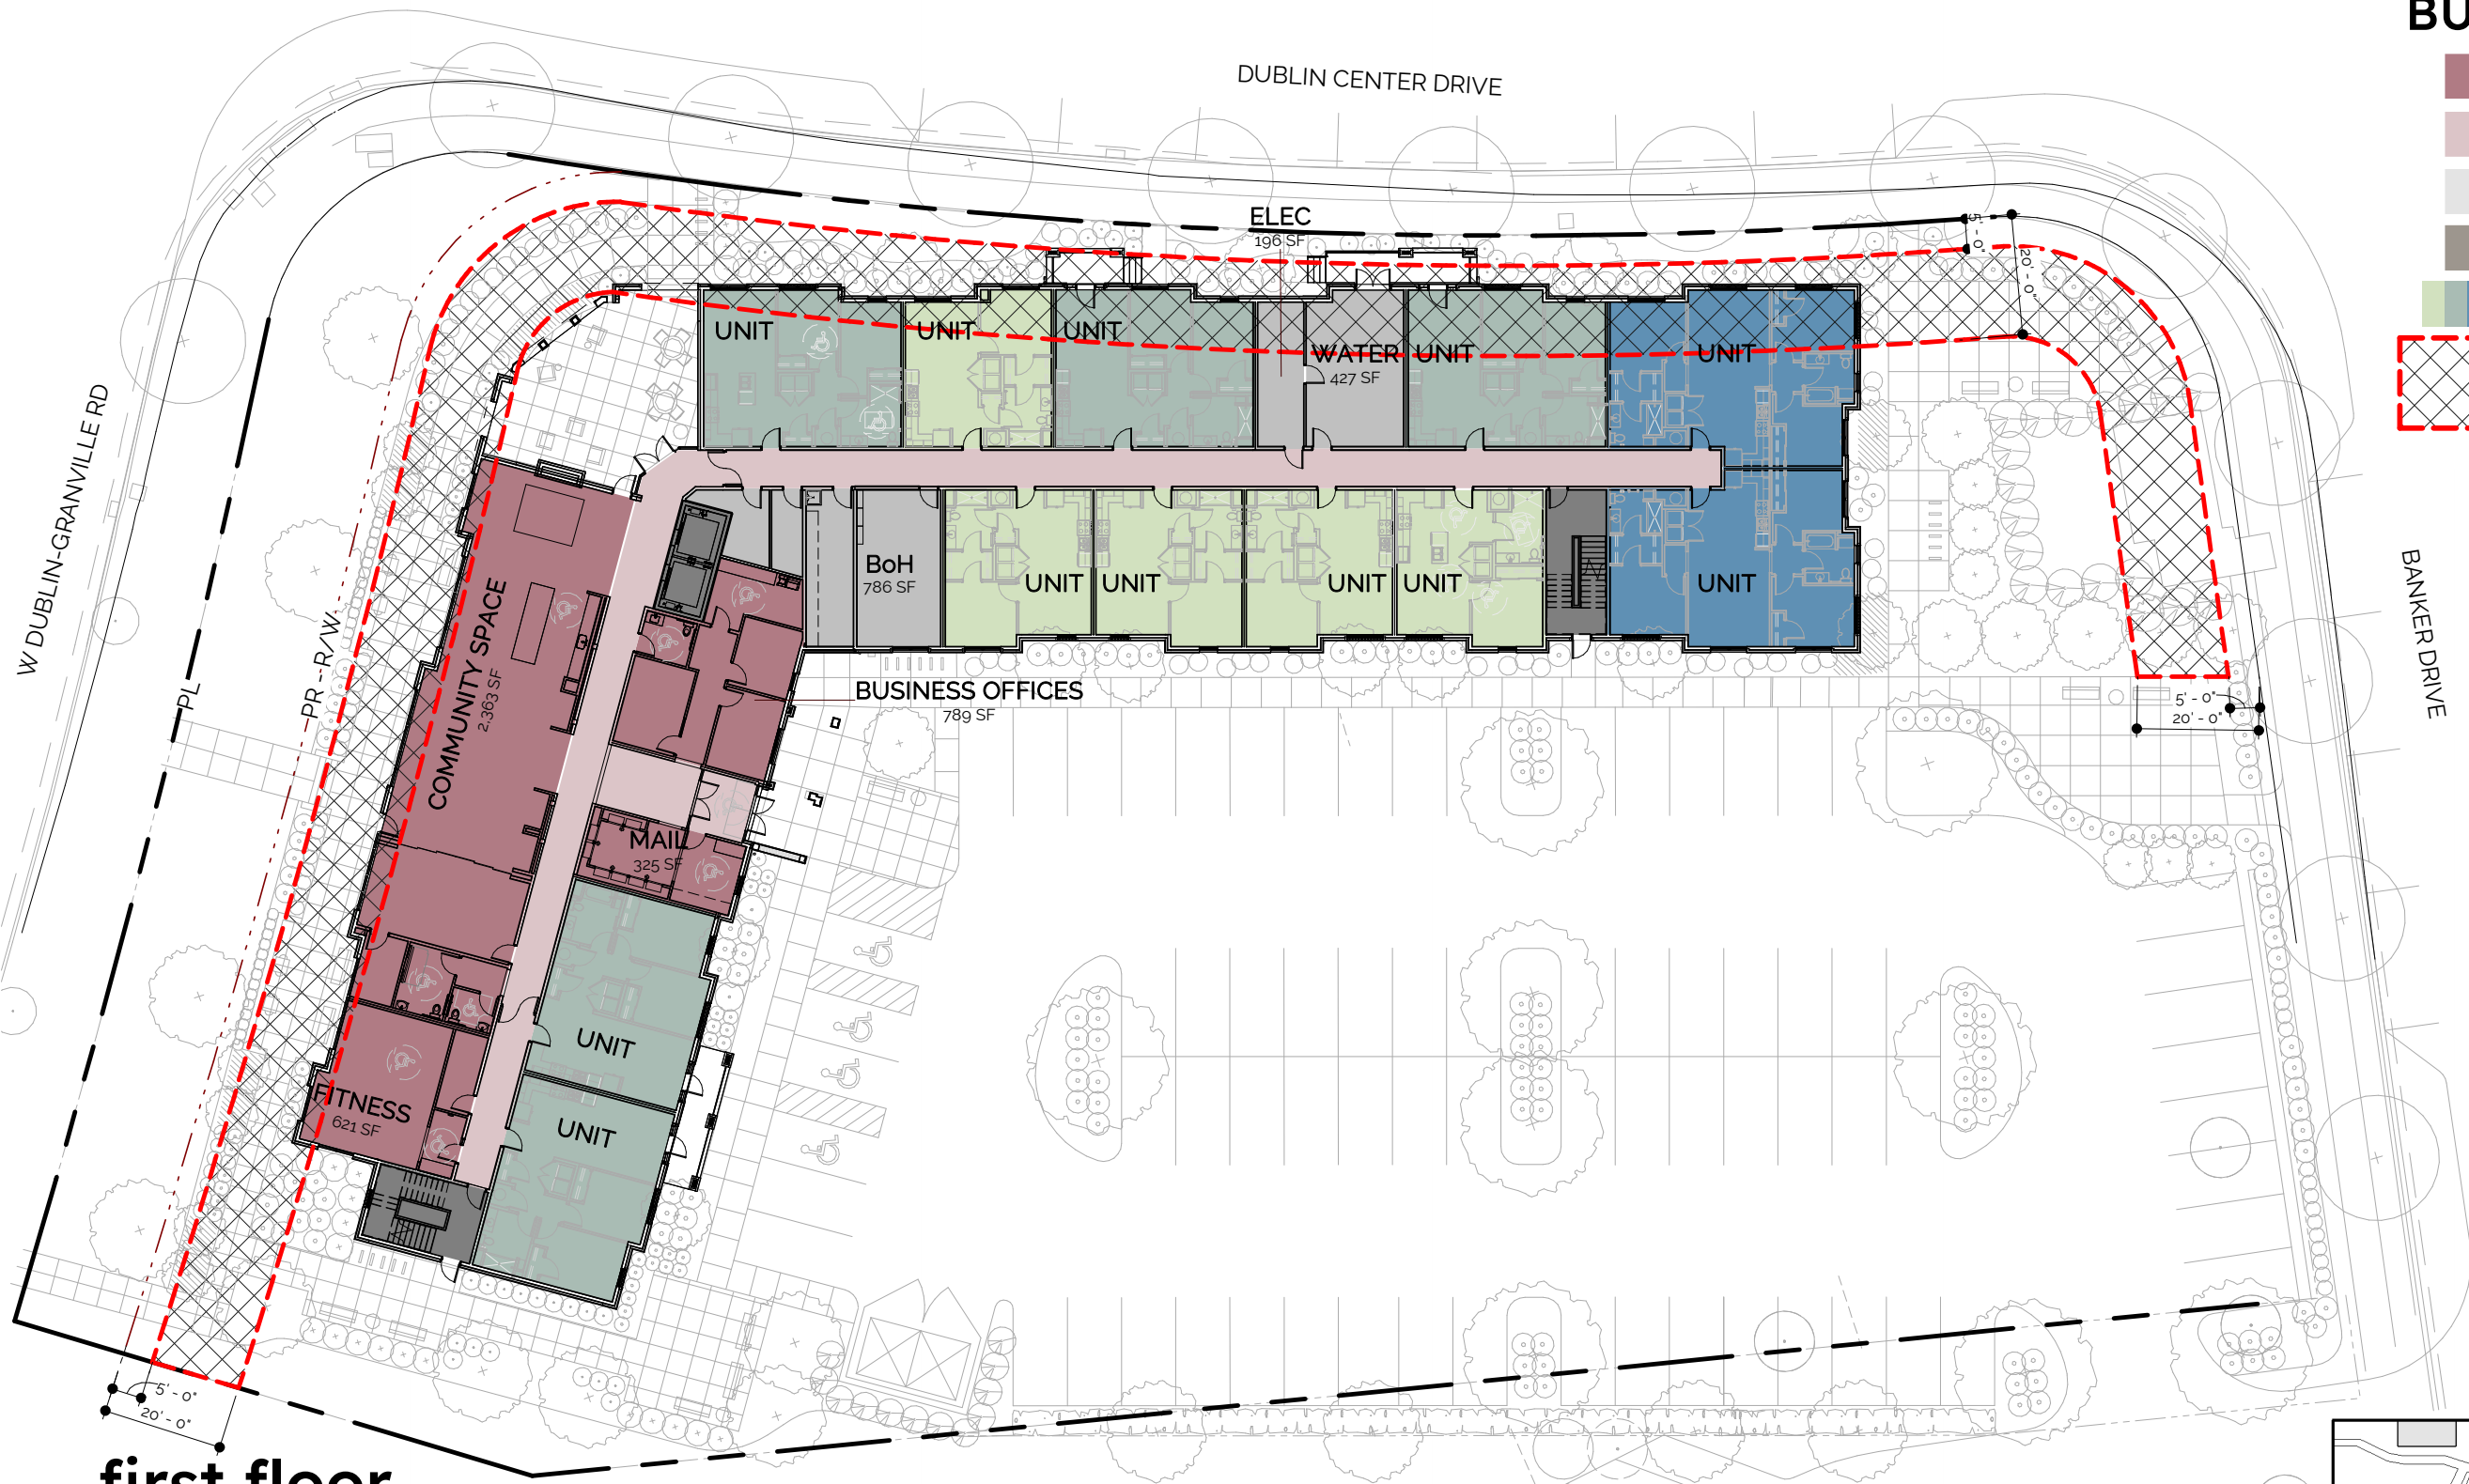 BU
DUBLIN CENTER DRIVE
ELEC
196 SF
5' - 0"
20' - 0"
UNIT
UNIT
UNIT
WATER
427 SF
UNIT
UNIT
W DUBLIN-GRANVILLE RD
PL
PR - R/W
COMMUNITY SPACE
2,363 SF
BoH
786 SF
UNIT
UNIT
UNIT
UNIT
UNIT
BANKER DRIVE
BUSINESS OFFICES
789 SF
5' - 0"
20' - 0"
MAIL
325 SF
UNIT
FITNESS
621 SF
UNIT
5' - 0"
20' - 0"
first floor